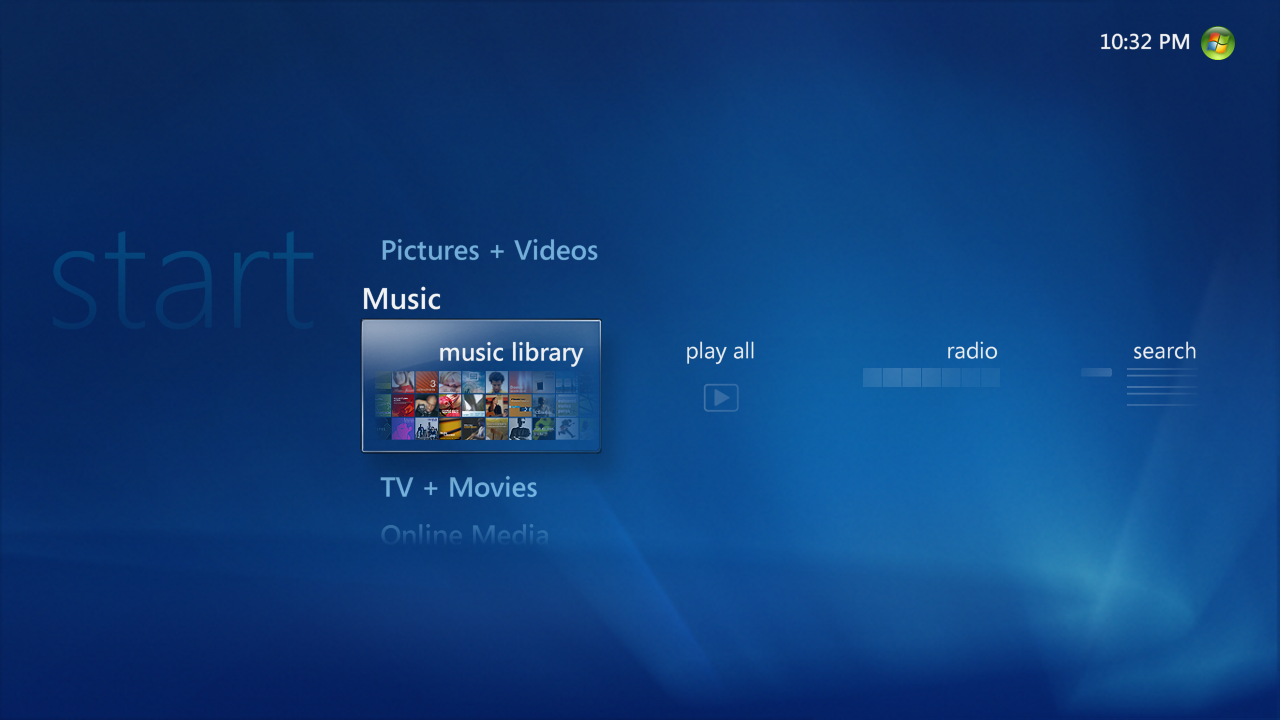 10:32 PM
start
Pictures + Videos
Music
music library
play all
radio
search
TV + Movies
Online Media